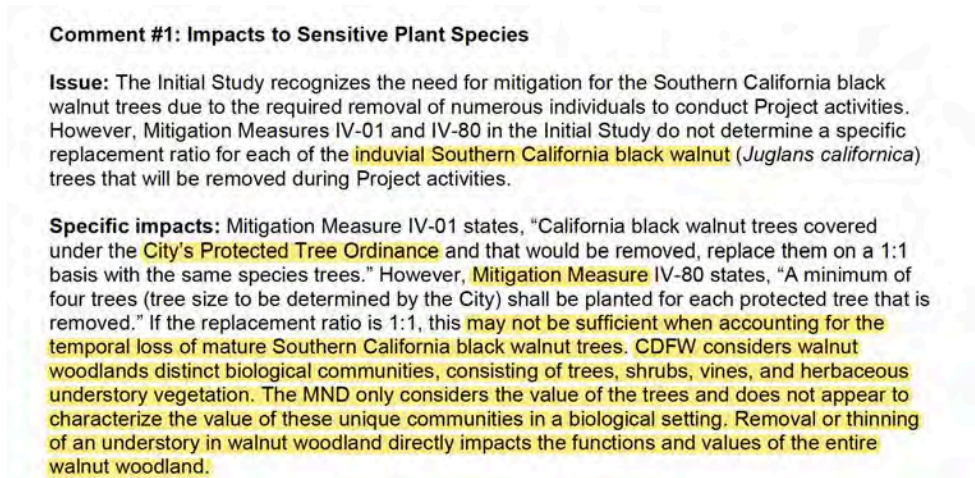 Comment #1: Impacts to Sensitive Plant Species
Issue: The Initial Study recognizes the need for mitigation for the Southern California black
walnut trees due to the required removal of numerous individuals to conduct Project activities.
However, Mitigation Measures IV-01 and IV-80 in the Initial Study do not determine a specific
replacement ratio for each of the induvial Southern California black walnut (Juglans californica)
trees that will be removed during Project activities.
Specific impacts: Mitigation Measure IV-01 states, “California black walnut trees covered
under the City’s Protected Tree Ordinance and that would be removed, replace them on a 1:1
basis with the same species trees.” However, Mitigation Measure IV-80 states, “A minimum of
four trees (tree size to be determined by the City) shall be planted for each protected tree that is
removed.” If the replacement ratio is 1:1, this may not be sufficient when accounting for the
temporal loss of mature Southern California black walnut trees. CDFW considers walnut
woodlands distinct biological communities, consisting of trees, shrubs, vines, and herbaceous
understory vegetation. The MND only considers the value of the trees and does not appear to
characterize the value of these unique communities in a biological setting. Removal or thinning
of an understory in walnut woodland directly impacts the functions and values of the entire
walnut woodland.